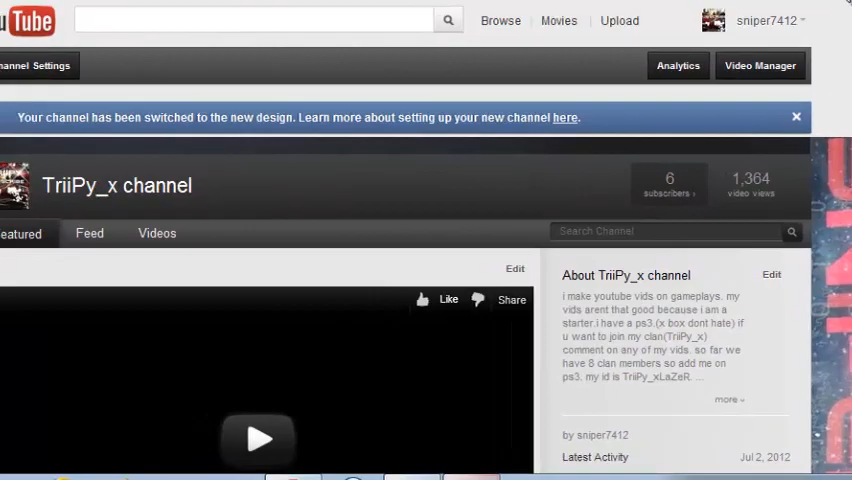 Tube Browse Movies Upload sniper7412
hannel Settings Analytics Video Manager
Your channel has been switched to the new design. Learn more about setting up your new channel here.
TriiPy_x channel
6 1,364
subscribers › video views
eatured Feed Videos Search Channel
Edit About TriiPy_x channel Edit
Like Share
i make youtube vids on gameplays. my
vids arent that good because i am a
starter.i have a ps3.(x box dont hate) if
u want to join my clan(TriiPy_x)
comment on any of my vids. so far we
have 8 clan members so add me on
ps3. my id is TriiPy_xLaZeR. ...
more »
by sniper7412
Latest Activity Jul 2, 2012